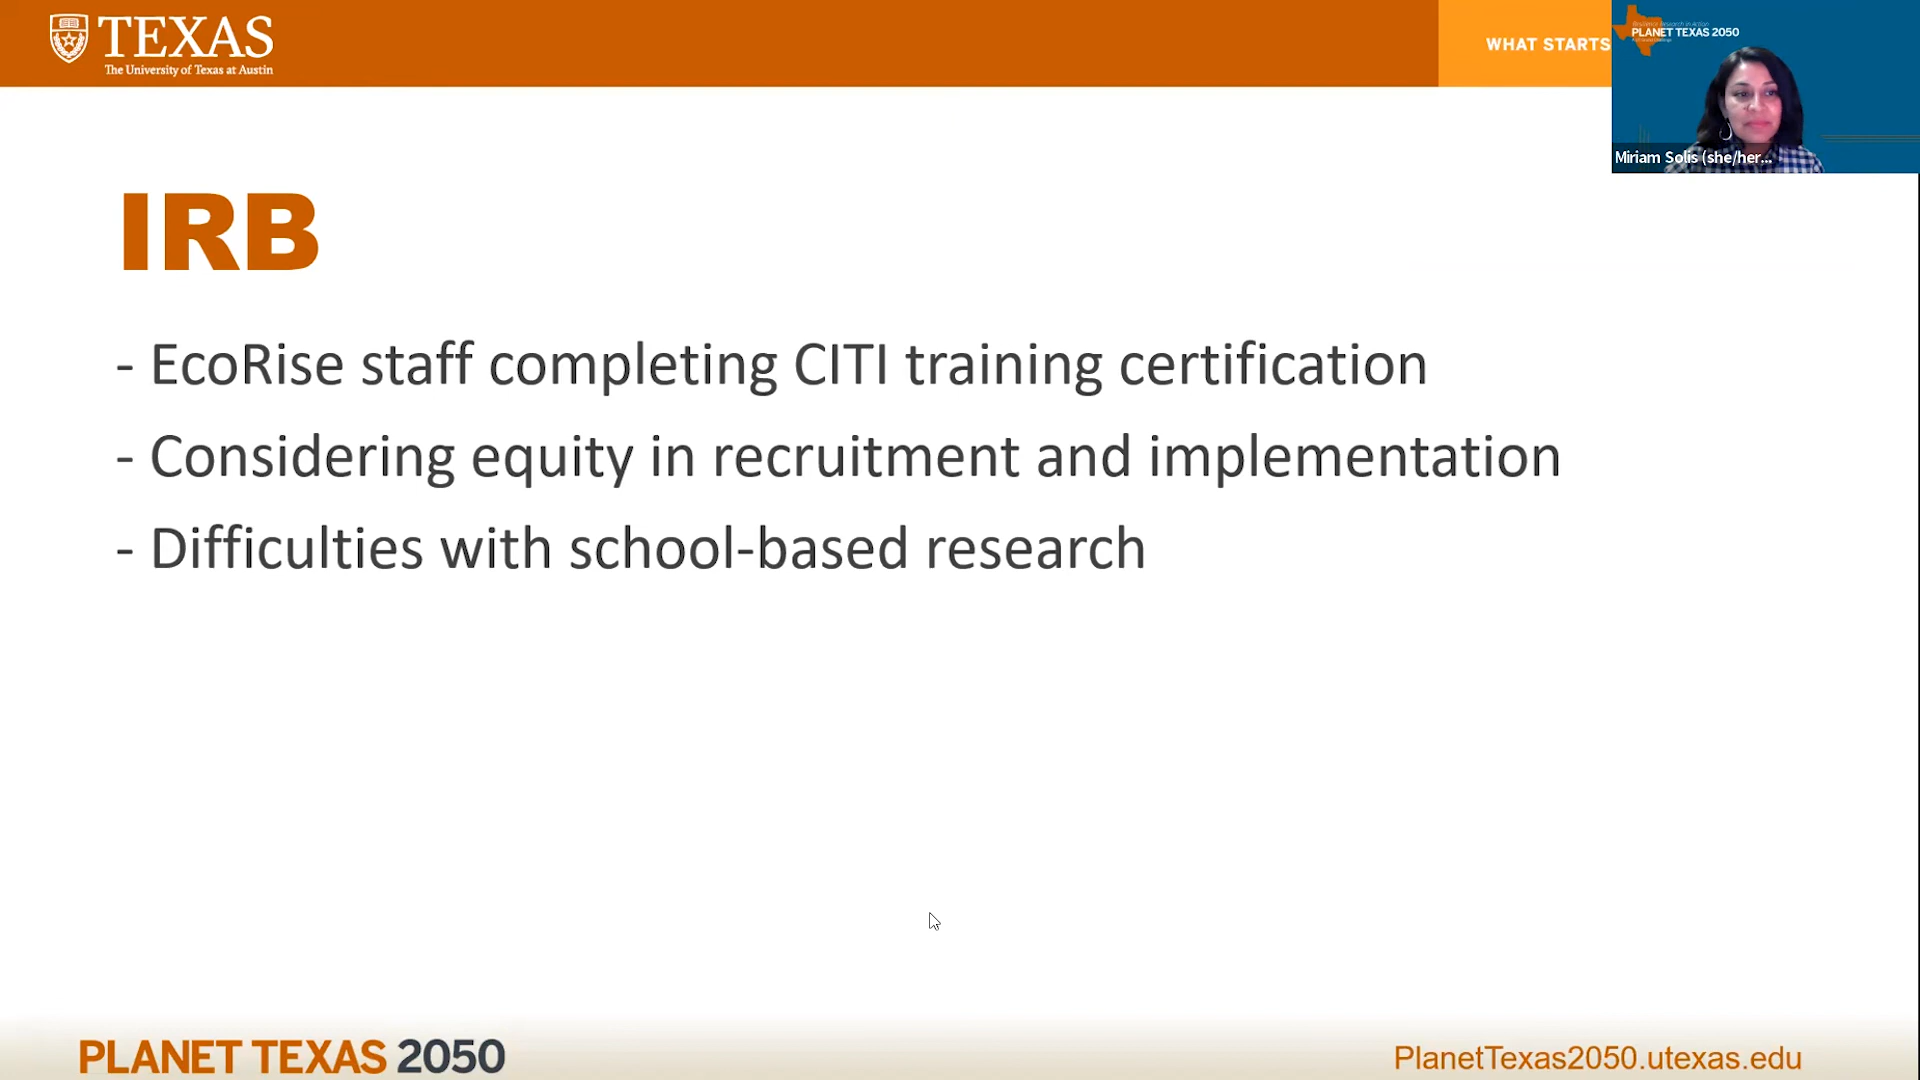 TEXAS
The University of Texas at Austin
WHAT STARTS
PLANET TEXAS 2050
Miriam Solis (she/her...
IRB
- EcoRise staff completing CITI training certification
- Considering equity in recruitment and implementation
- Difficulties with school-based research
PLANET TEXAS 2050
PlanetTexas2050.utexas.edu